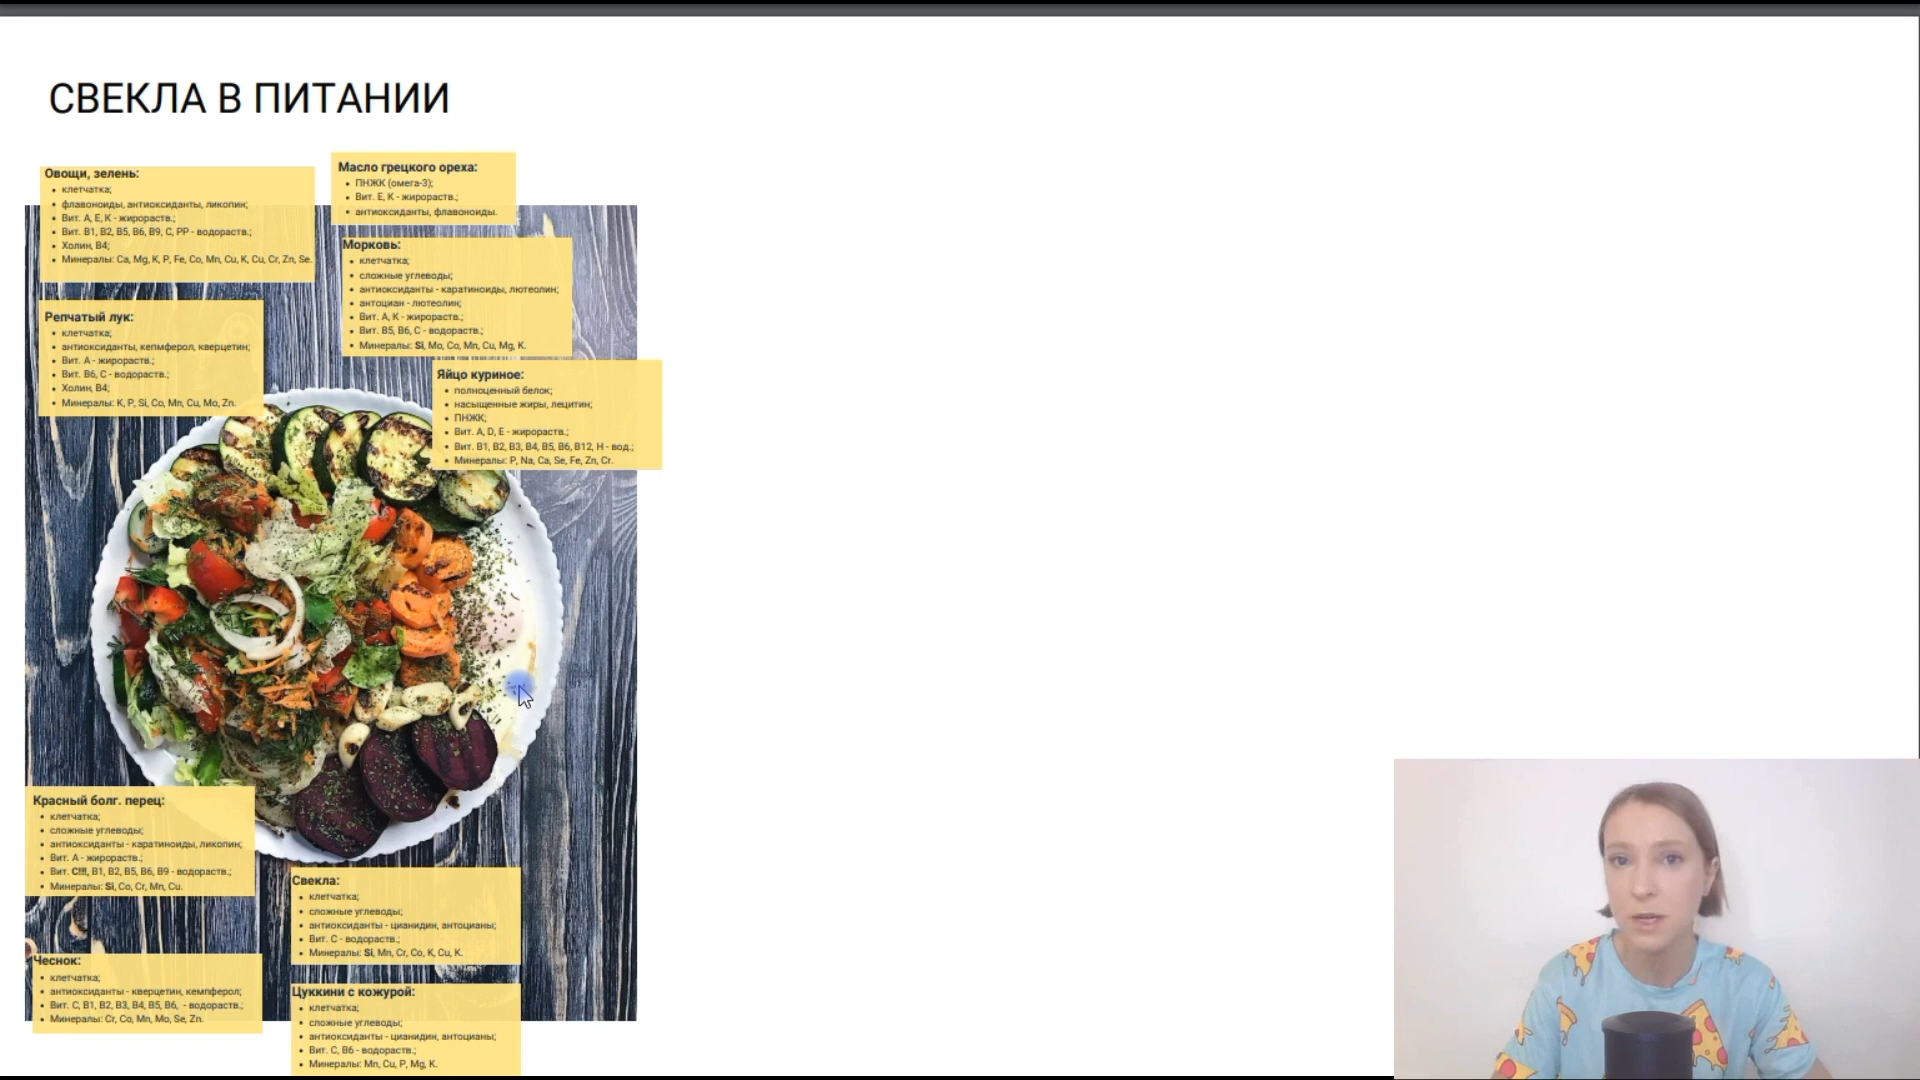 СВЕКЛА В ПИТАНИИ
Овощи, зелень:
• клетчатка;
• флавоноиды, антиоксиданты, ликопин;
• Вит. А, Е, К - жирораств.;
• Вит. В1, В2, В5, В6, В9, С, РР - водораств.;
• Холин, В4;
• Минералы: Ca, Mg, K, P, Fe, Co, Mn, Cu, K, Cu, Cr, Zn, Se.
Масло грецкого ореха:
• ПНЖК (омега-3);
• Вит. Е, К - жирораств.;
• антиоксиданты, флавоноиды.
Морковь:
• клетчатка;
• сложные углеводы;
• антиоксиданты - каратиноиды, лютеолин;
• антоциан - лютеолин;
• Вит. А, К - жирораств.;
• Вит. В5, В6, С - водораств.;
• Минералы: Si, Mo, Co, Mn, Cu, Mg, K.
Репчатый лук:
• клетчатка;
• антиоксиданты, кепмферол, кверцетин;
• Вит. А - жирораств.;
• Вит. В6, С - водораств.;
• Холин, В4;
• Минералы: K, P, Si, Co, Mn, Cu, Mo, Zn.
Яйцо куриное:
• полноценный белок;
• насыщенные жиры, лецитин;
• ПНЖК;
• Вит. А, D, Е - жирораств.;
• Вит. В1, В2, В3, В4, В5, В6, В12, Н - вод.;
• Минералы: P, Na, Ca, Se, Fe, Zn, Cr.
Красный болг. перец:
• клетчатка;
• сложные углеводы;
• антиоксиданты - каратиноиды, ликопин;
• Вит. А - жирораств.;
• Вит. С!!!, В1, В2, В5, В6, В9 - водораств.;
• Минералы: Si, Co, Cr, Mn, Cu.
Свекла:
• клетчатка;
• сложные углеводы;
• антиоксиданты - цианидин, антоцианы;
• Вит. С - водораств.;
• Минералы: Si, Mn, Cr, Co, K, Cu, K.
Чеснок:
• клетчатка;
• антиоксиданты - кверцетин, кемпферол;
• Вит. С, В1, В2, В3, В4, В5, В6, - водораств.;
• Минералы: Cr, Co, Mn, Mo, Se, Zn.
Цуккини с кожурой:
• клетчатка;
• сложные углеводы;
• антиоксиданты - цианидин, антоцианы;
• Вит. С, В6 - водораств.;
• Минералы: Mn, Cu, P, Mg, K.